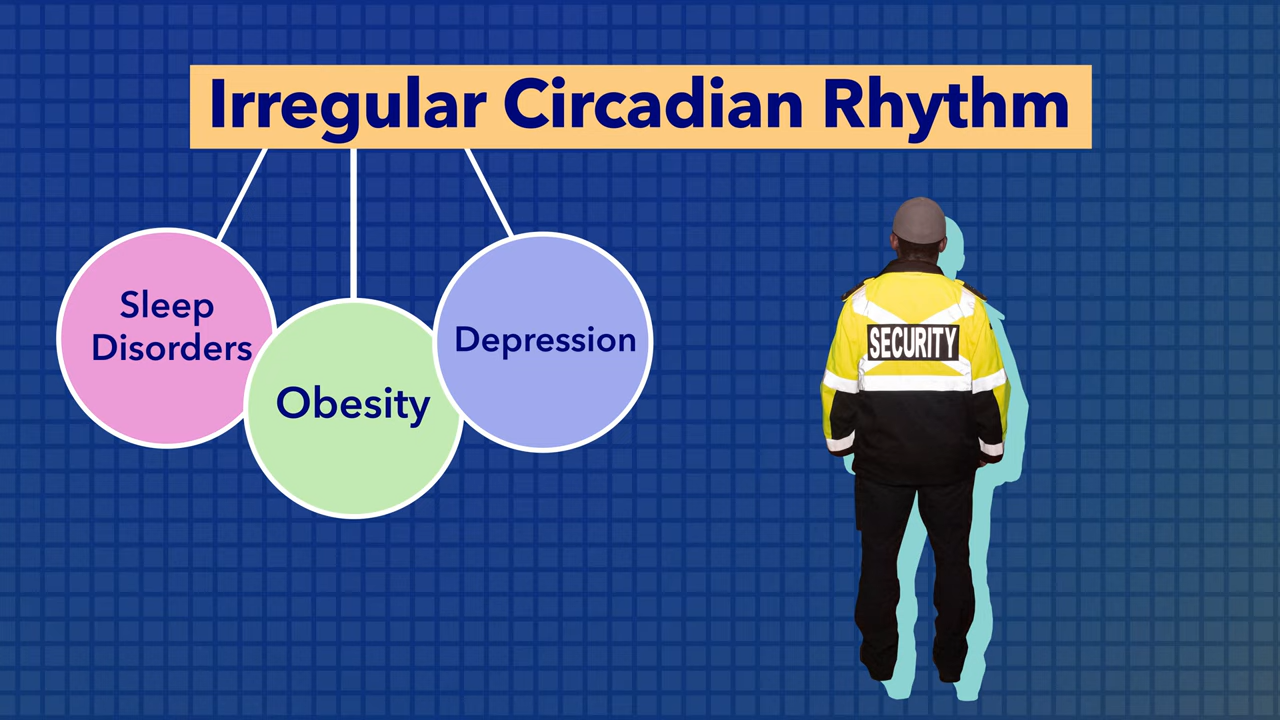 Irregular Circadian Rhythm
Sleep
Disorders
Obesity
Depression
SECURITY